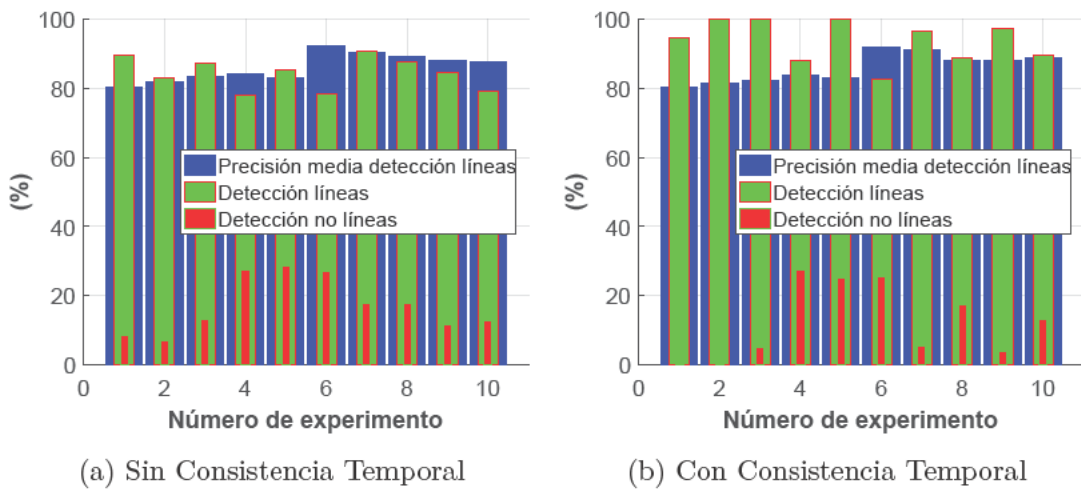 100
80
60
40
20
0
(%)
Precisión media detección líneas
Detección líneas
Detección no líneas
0 2 4 6 8 10
Número de experimento
(a) Sin Consistencia Temporal
100
80
60
40
20
0
(%)
Precisión media detección líneas
Detección líneas
Detección no líneas
0 2 4 6 8 10
Número de experimento
(b) Con Consistencia Temporal